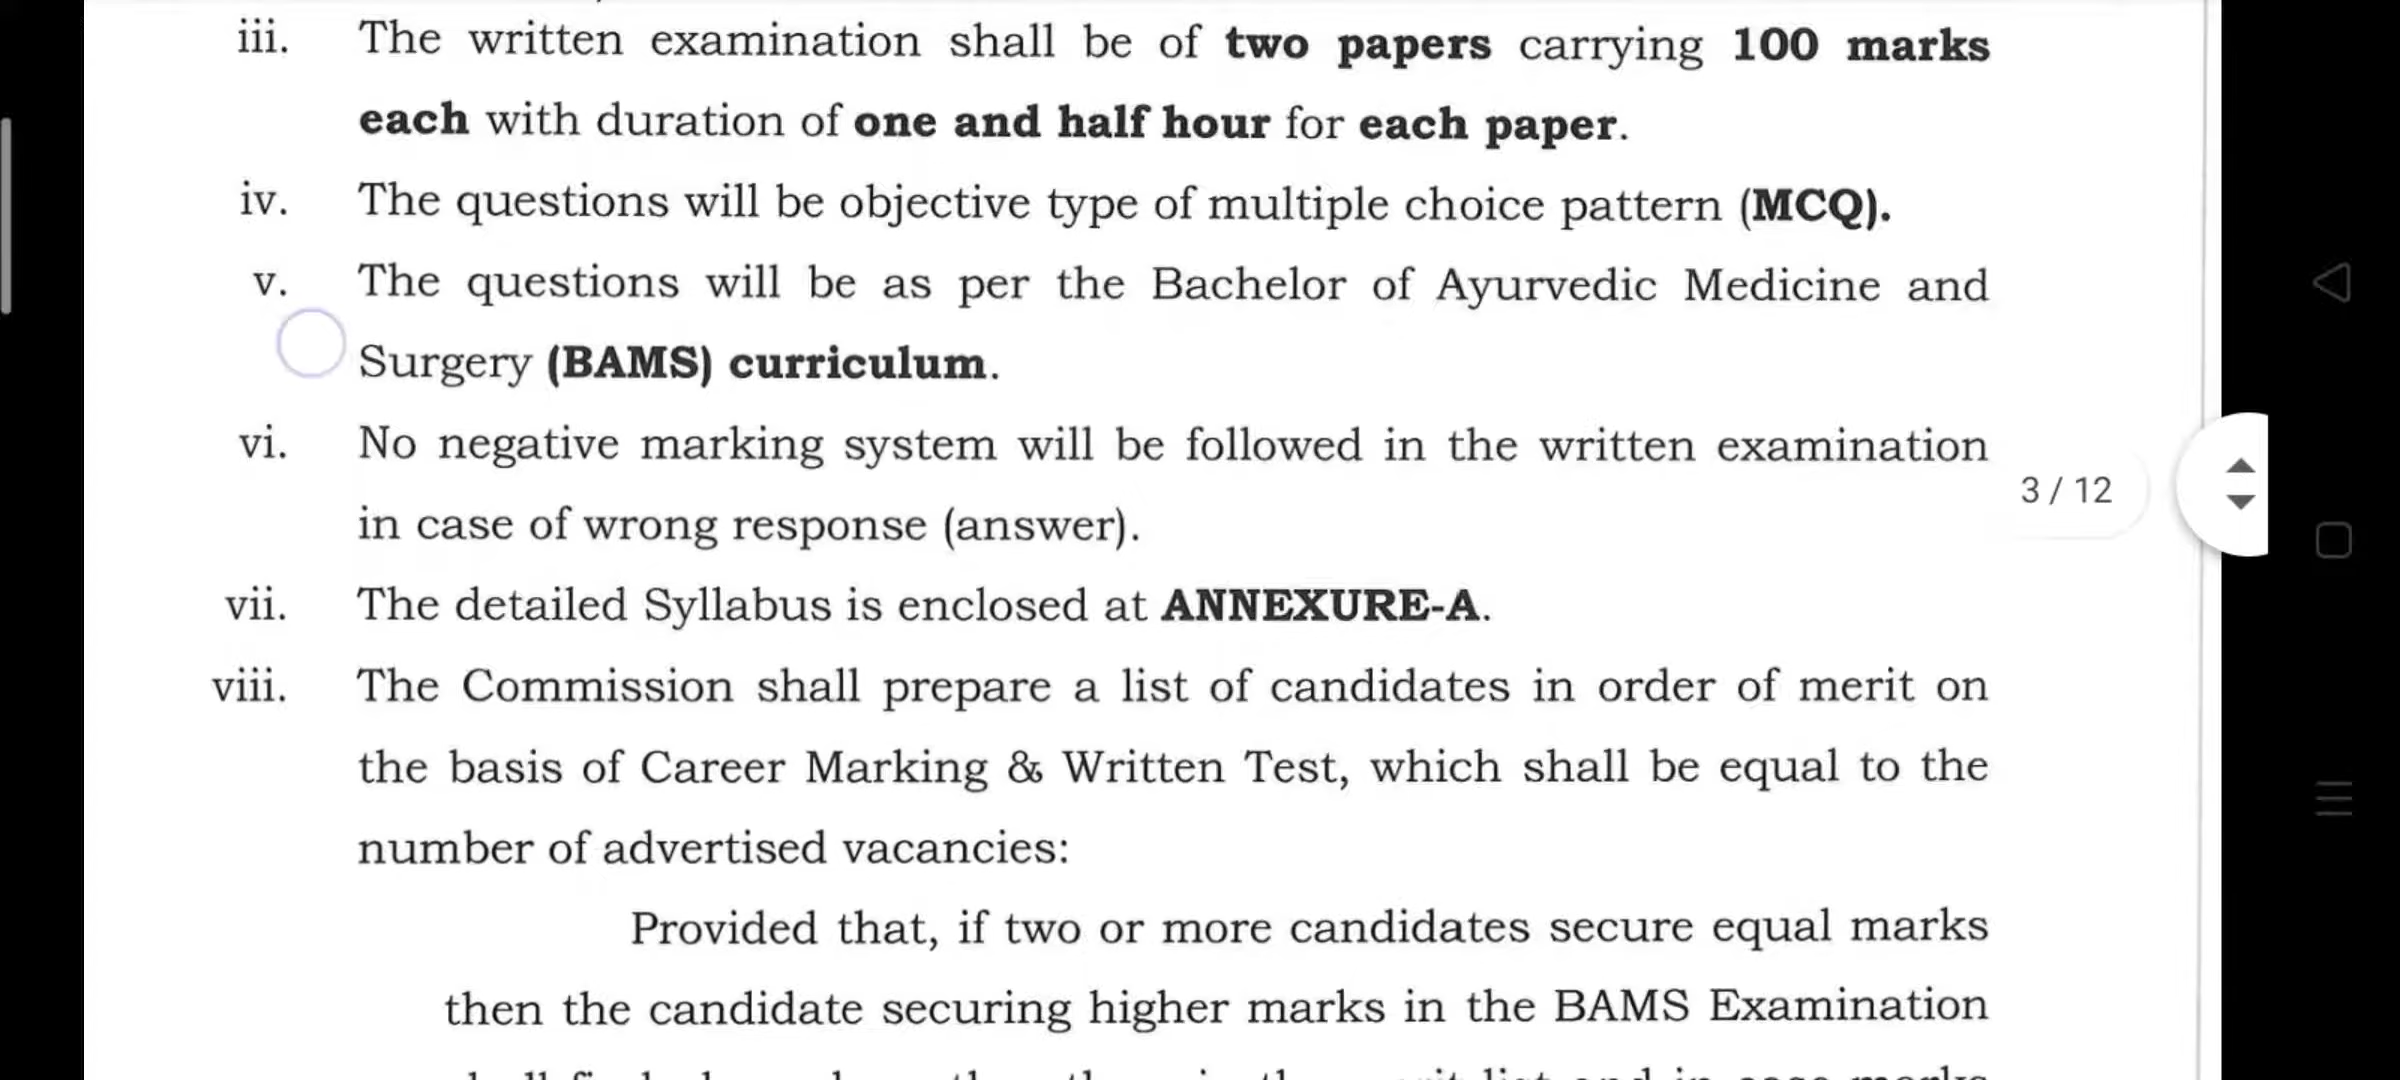 iii. The written examination shall be of two papers carrying 100 marks
each with duration of one and half hour for each paper.
iv. The questions will be objective type of multiple choice pattern (MCQ).
v. The questions will be as per the Bachelor of Ayurvedic Medicine and
Surgery (BAMS) curriculum.
vi. No negative marking system will be followed in the written examination
in case of wrong response (answer).
3 / 12
vii. The detailed Syllabus is enclosed at ANNEXURE-A.
viii. The Commission shall prepare a list of candidates in order of merit on
the basis of Career Marking & Written Test, which shall be equal to the
number of advertised vacancies:
Provided that, if two or more candidates secure equal marks
then the candidate securing higher marks in the BAMS Examination